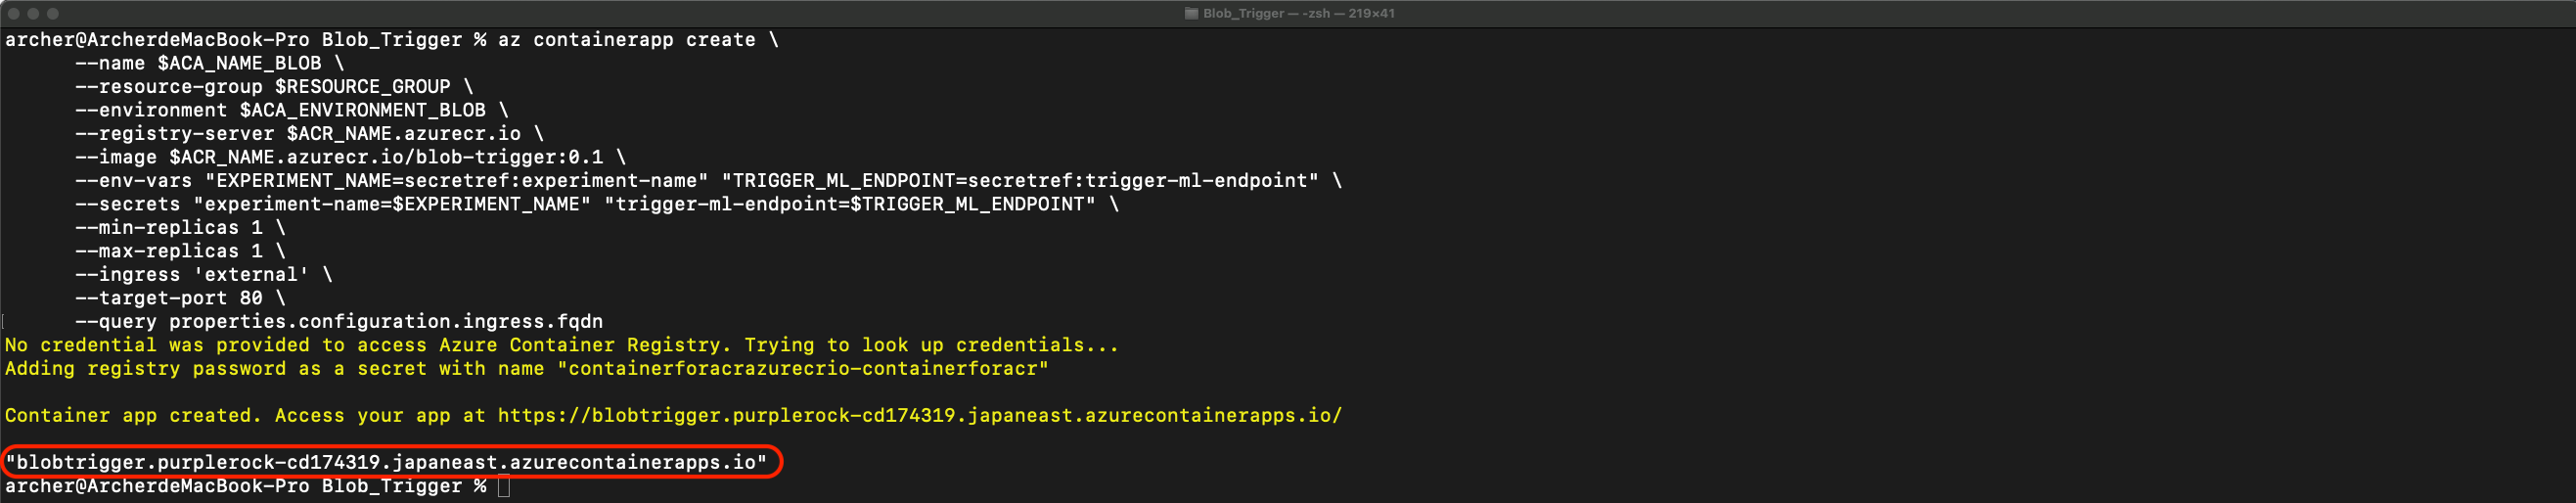 Blob_Trigger — -zsh — 219×41
archer@ArcherdeMacBook-Pro Blob_Trigger % az containerapp create \
--name $ACA_NAME_BLOB \
--resource-group $RESOURCE_GROUP \
--environment $ACA_ENVIRONMENT_BLOB \
--registry-server $ACR_NAME.azurecr.io \
--image $ACR_NAME.azurecr.io/blob-trigger:0.1 \
--env-vars "EXPERIMENT_NAME=secretref:experiment-name" "TRIGGER_ML_ENDPOINT=secretref:trigger-ml-endpoint" \
--secrets "experiment-name=$EXPERIMENT_NAME" "trigger-ml-endpoint=$TRIGGER_ML_ENDPOINT" \
--min-replicas 1 \
--max-replicas 1 \
--ingress 'external' \
--target-port 80 \
--query properties.configuration.ingress.fqdn
No credential was provided to access Azure Container Registry. Trying to look up credentials...
Adding registry password as a secret with name "containerforacrazurecrio-containerforacr"
Container app created. Access your app at https://blobtrigger.purplerock-cd174319.japaneast.azurecontainerapps.io/
"blobtrigger.purplerock-cd174319.japaneast.azurecontainerapps.io"
archer@ArcherdeMacBook-Pro Blob_Trigger %